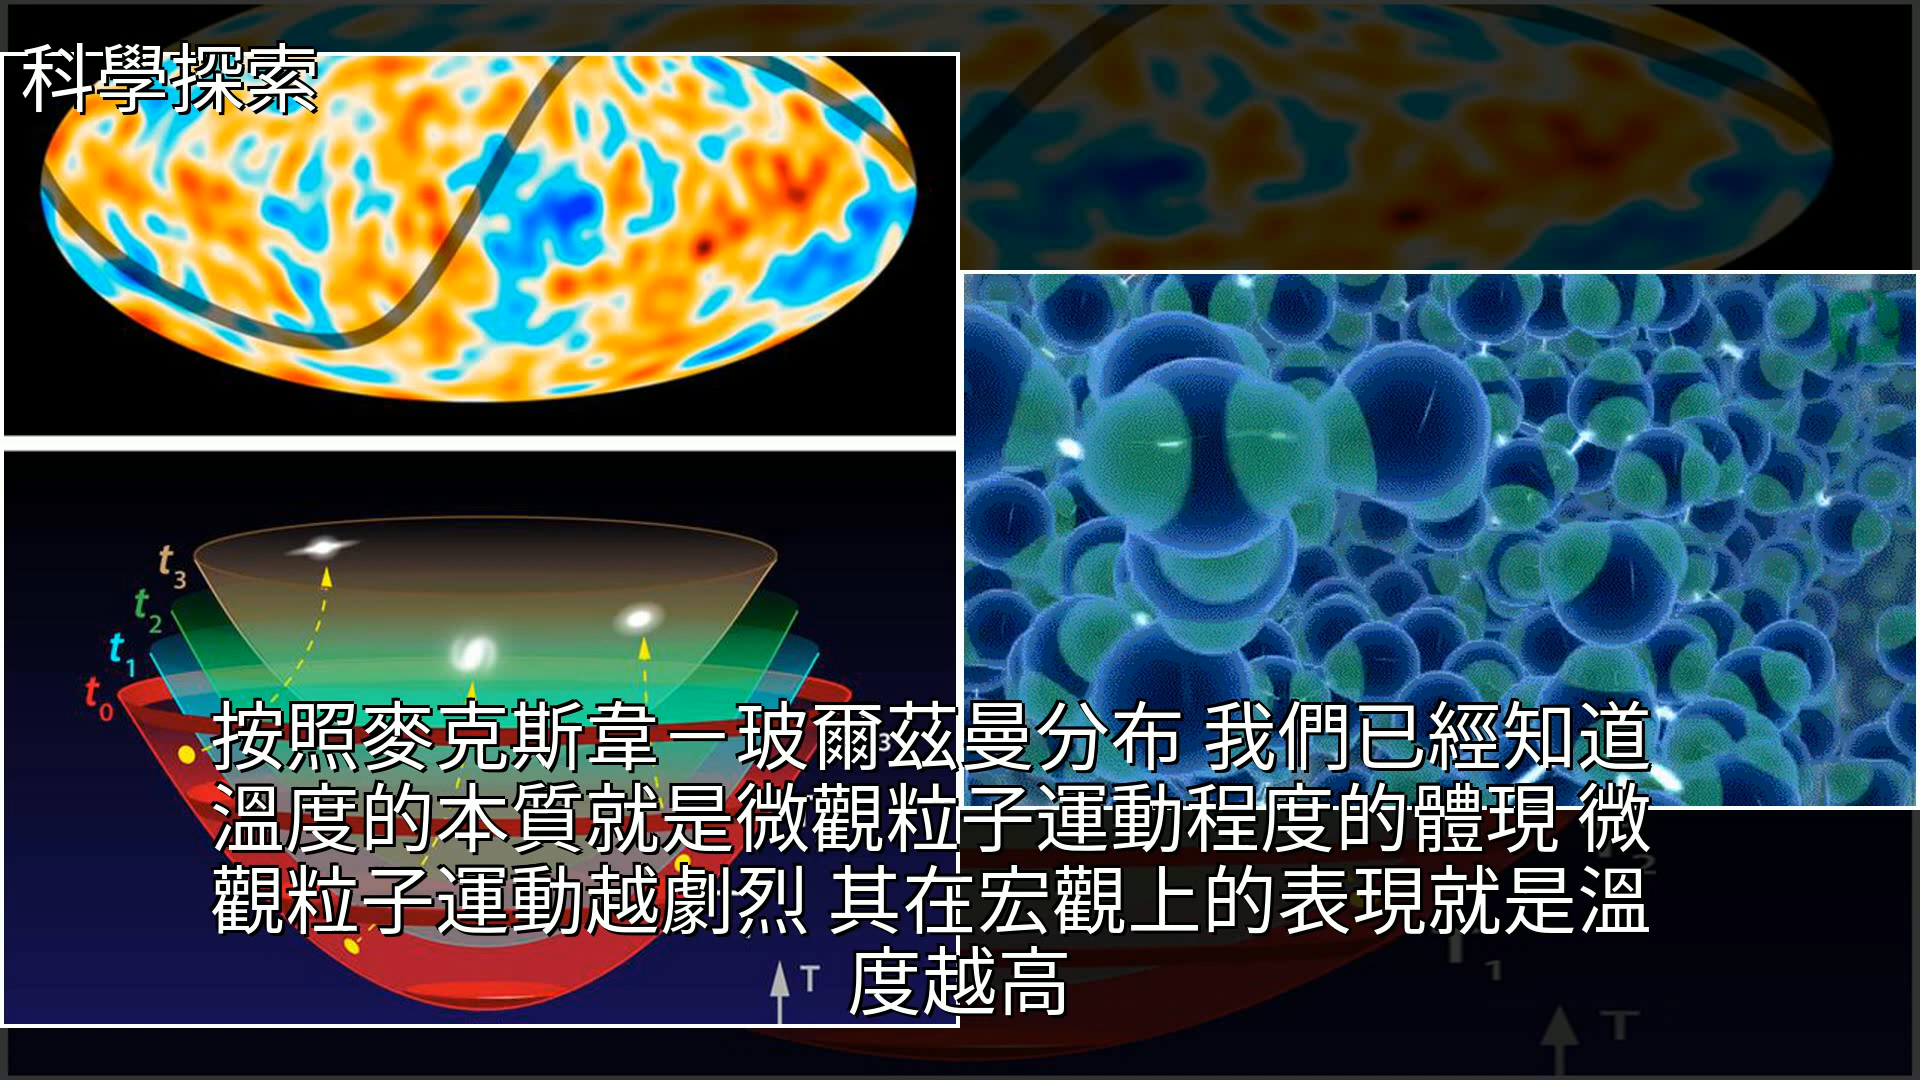 科學探索
t3
t2
t1
t0
3
T
按照麥克斯韋－玻爾茲曼分布 我們已經知道
溫度的本質就是微觀粒子運動程度的體現 微
觀粒子運動越劇烈 其在宏觀上的表現就是溫
度越高
2
T1
T